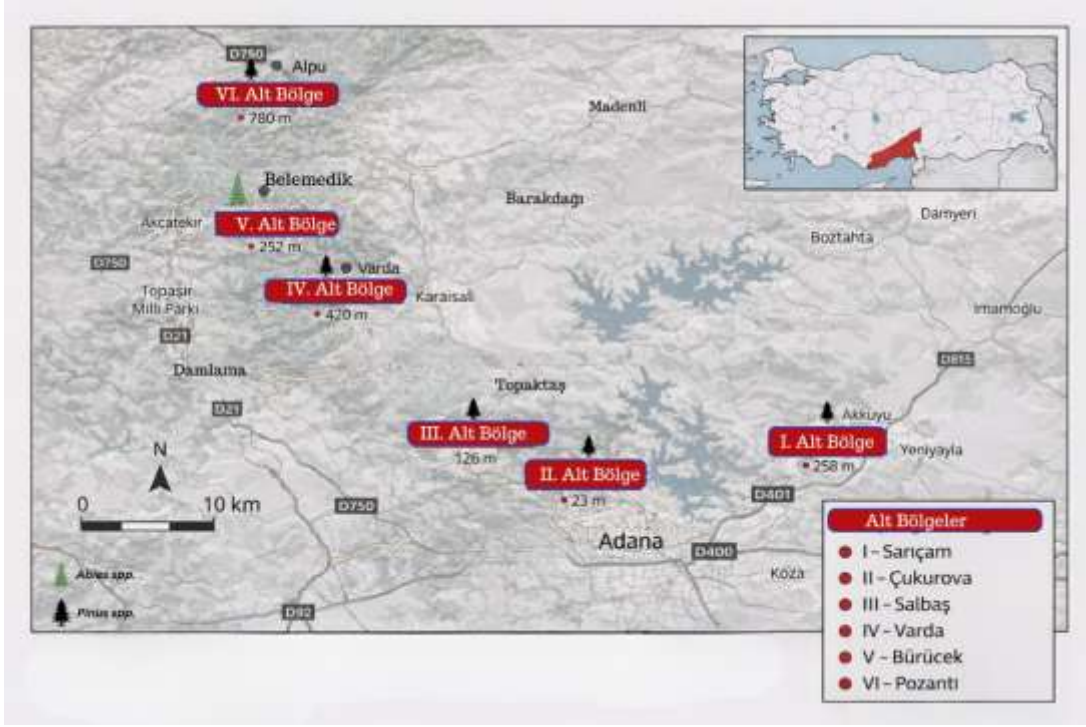 D750
Alpu
VI. Alt Bölge
780 m
Madenli
Belemedik
Barakdağı
Akçatekir
V. Alt Bölge
252 m
Damyeri
Boztahta
D750
Varda
IV. Alt Bölge
420 m
Karaisali
Topaşır
Milli Parkı
İmamoğlu
D21
D815
Damlama
Topaktaş
D21
Akkuyu
III. Alt Bölge
126 m
I. Alt Bölge
258 m
Yeniyayla
N
II. Alt Bölge
23 m
0 10 km
D750
D401
Adana
D400
Koza
Abies spp.
Pinus spp.
D92
Alt Bölgeler
I – Sarıçam
II – Çukurova
III – Salbaş
IV – Varda
V – Bürücek
VI – Pozantı